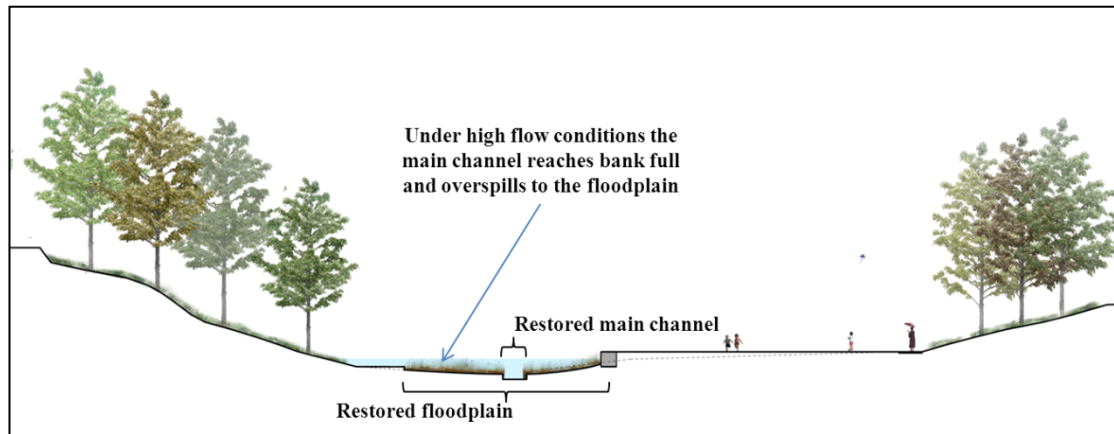 Under high flow conditions the
main channel reaches bank full
and overspills to the floodplain
Restored main channel
Restored floodplain